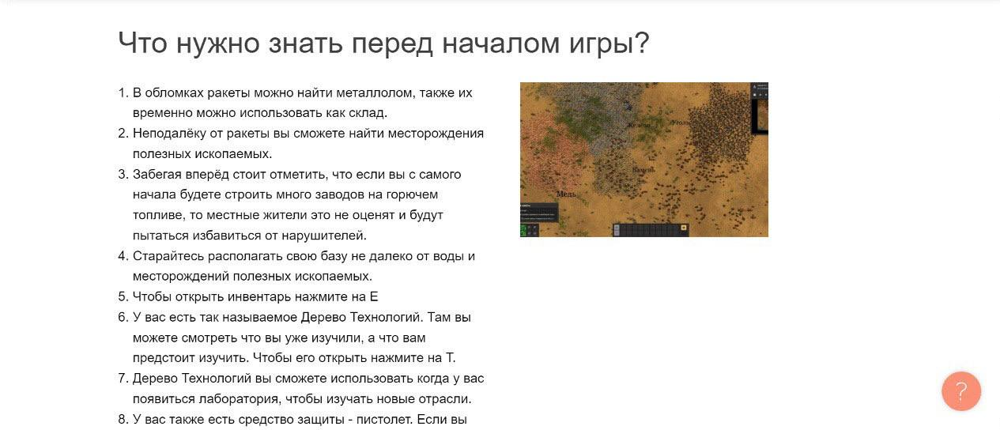 Что нужно знать перед началом игры?
1. В обломках ракеты можно найти металлолом, также их
временно можно использовать как склад.
2. Неподалёку от ракеты вы сможете найти месторождения
полезных ископаемых.
3. Забегая вперёд стоит отметить, что если вы с самого
начала будете строить много заводов на горючем
топливе, то местные жители это не оценят и будут
пытаться избавиться от нарушителей.
4. Старайтесь располагать свою базу не далеко от воды и
месторождений полезных ископаемых.
5. Чтобы открыть инвентарь нажмите на E
6. У вас есть так называемое Дерево Технологий. Там вы
можете смотреть что вы уже изучили, а что вам
предстоит изучить. Чтобы его открыть нажмите на T.
7. Дерево Технологий вы сможете использовать когда у вас
появиться лаборатория, чтобы изучать новые отрасли.
8. У вас также есть средство защиты - пистолет. Если вы
Железо
Уголь
Камень
Медь
?